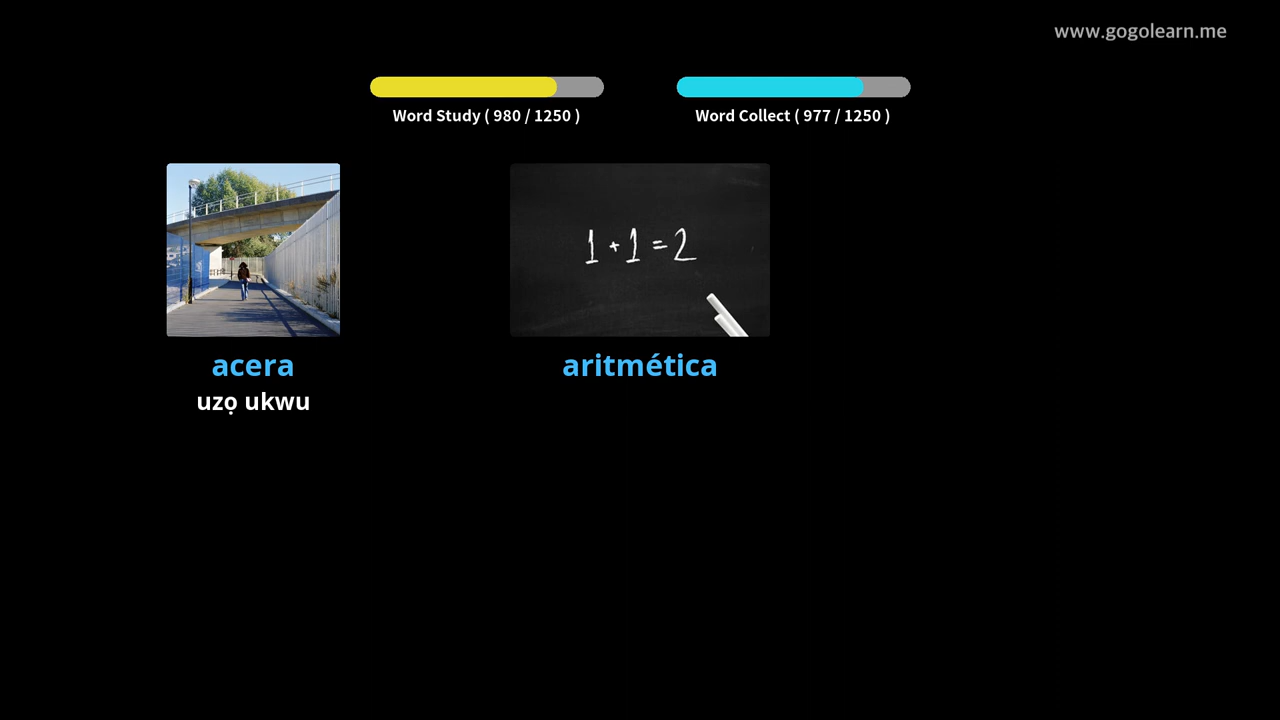 www.gogolearn.me
Word Study ( 980 / 1250 )
Word Collect ( 977 / 1250 )
1 + 1 = 2
acera
aritmética
uzọ ukwu